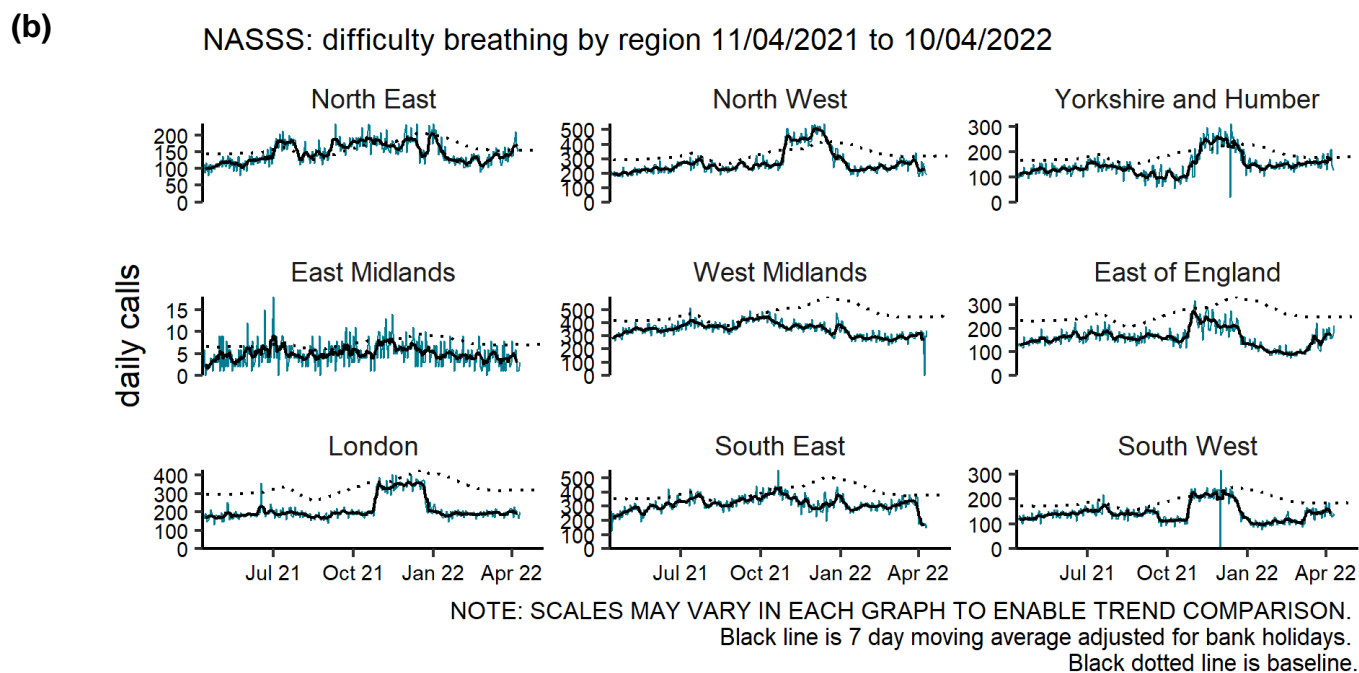 (b)
NASSS: difficulty breathing by region 11/04/2021 to 10/04/2022
North East
North West
Yorkshire and Humber
200
150
100
50
0
500
400
300
200
100
0
300
200
100
0
daily calls
East Midlands
West Midlands
East of England
15
10
5
0
500
400
300
200
100
0
300
200
100
0
London
South East
South West
400
300
200
100
0
500
400
300
200
100
0
300
200
100
0
Jul 21 Oct 21 Jan 22 Apr 22
Jul 21 Oct 21 Jan 22 Apr 22
Jul 21 Oct 21 Jan 22 Apr 22
NOTE: SCALES MAY VARY IN EACH GRAPH TO ENABLE TREND COMPARISON.
Black line is 7 day moving average adjusted for bank holidays.
Black dotted line is baseline.